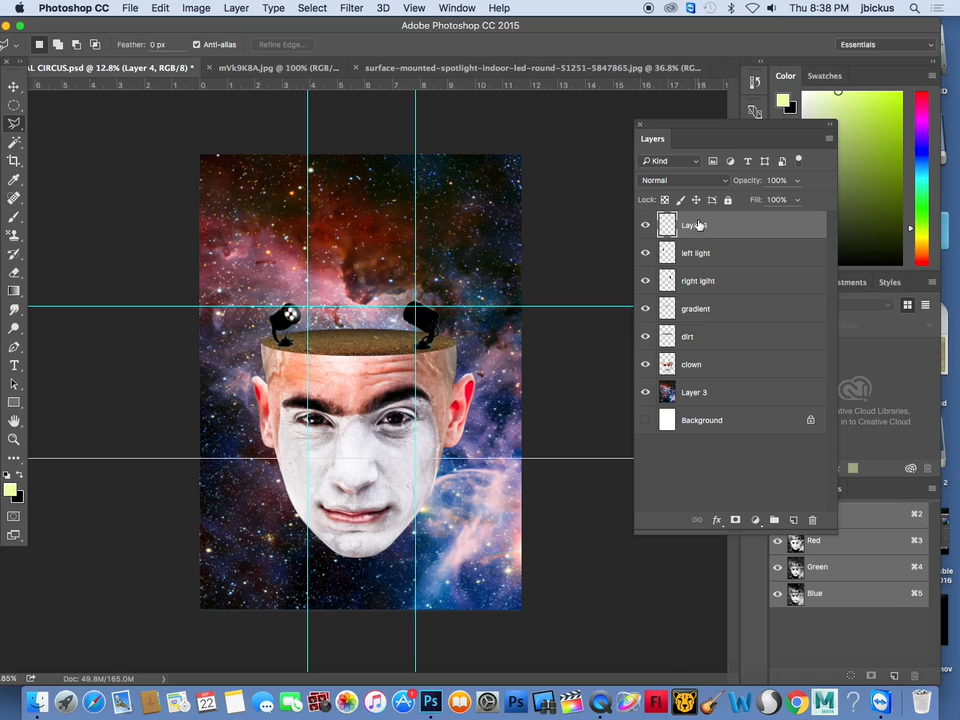 Photoshop CC File Edit Image Layer Type Select Filter 3D View Window Help Thu 8:38 PM jbickus
Adobe Photoshop CC 2015
Feather: 0 px Anti-alias Refine Edge... Essentials
AL CIRCUS.psd @ 12.8% (Layer 4, RGB/8) * mVk9K8A.jpg @ 100% (RGB/... surface-mounted-spotlight-indoor-led-round-51251-5847865.jpg @ 36.8% (RG...
Color Swatches
Layers
Kind
Normal Opacity: 100%
Lock: Fill: 100%
left light
right lgiht
gradient
dirt
clown
Layer 3
Background
stments Styles
tive Cloud Libraries,
in to Creative Cloud
⌘2
Red ⌘3
Green ⌘4
Blue ⌘5
.85% Doc: 49.8M/165.0M